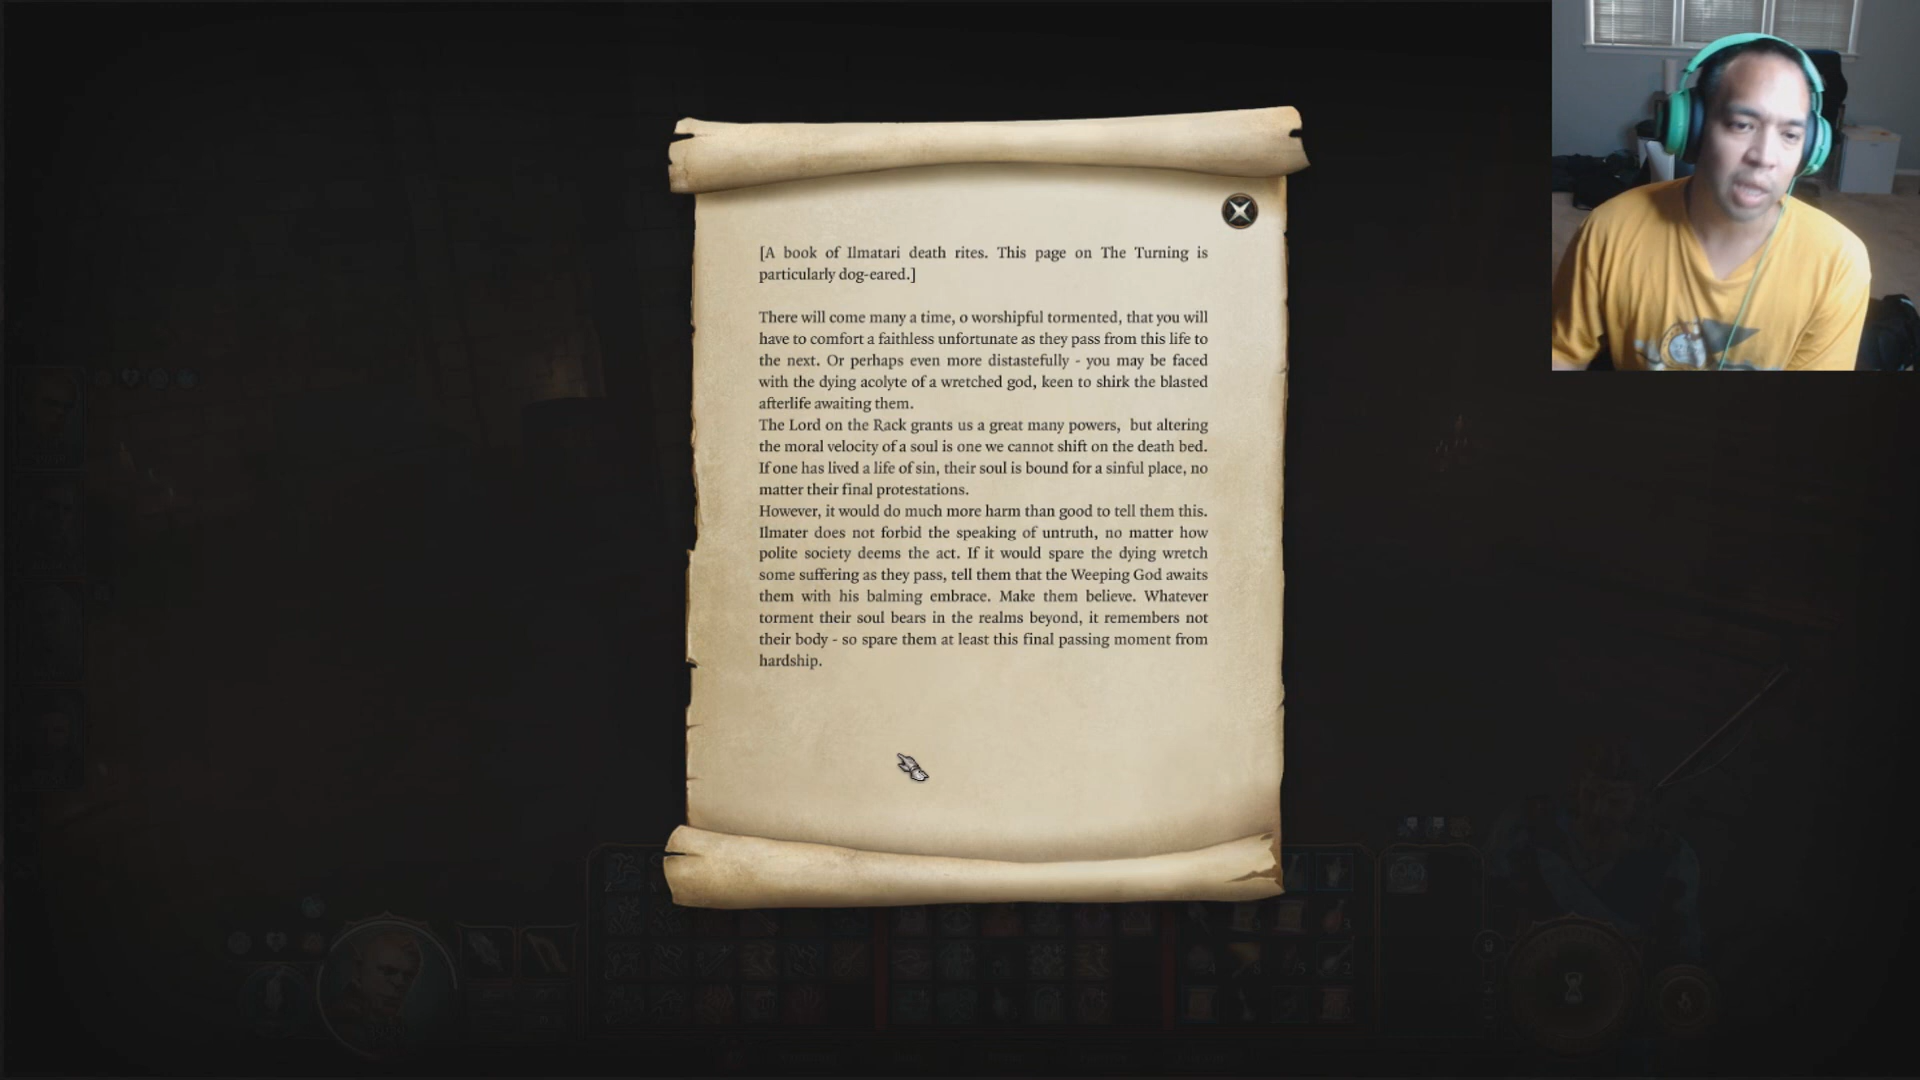 [A book of Ilmatari death rites. This page on The Turning is
particularly dog-eared.]
There will come many a time, o worshipful tormented, that you will
have to comfort a faithless unfortunate as they pass from this life to
the next. Or perhaps even more distastefully - you may be faced
with the dying acolyte of a wretched god, keen to shirk the blasted
afterlife awaiting them.
The Lord on the Rack grants us a great many powers, but altering
the moral velocity of a soul is one we cannot shift on the death bed.
If one has lived a life of sin, their soul is bound for a sinful place, no
matter their final protestations.
However, it would do much more harm than good to tell them this.
Ilmater does not forbid the speaking of untruth, no matter how
polite society deems the act. If it would spare the dying wretch
some suffering as they pass, tell them that the Weeping God awaits
them with his balming embrace. Make them believe. Whatever
torment their soul bears in the realms beyond, it remembers not
their body - so spare them at least this final passing moment from
hardship.